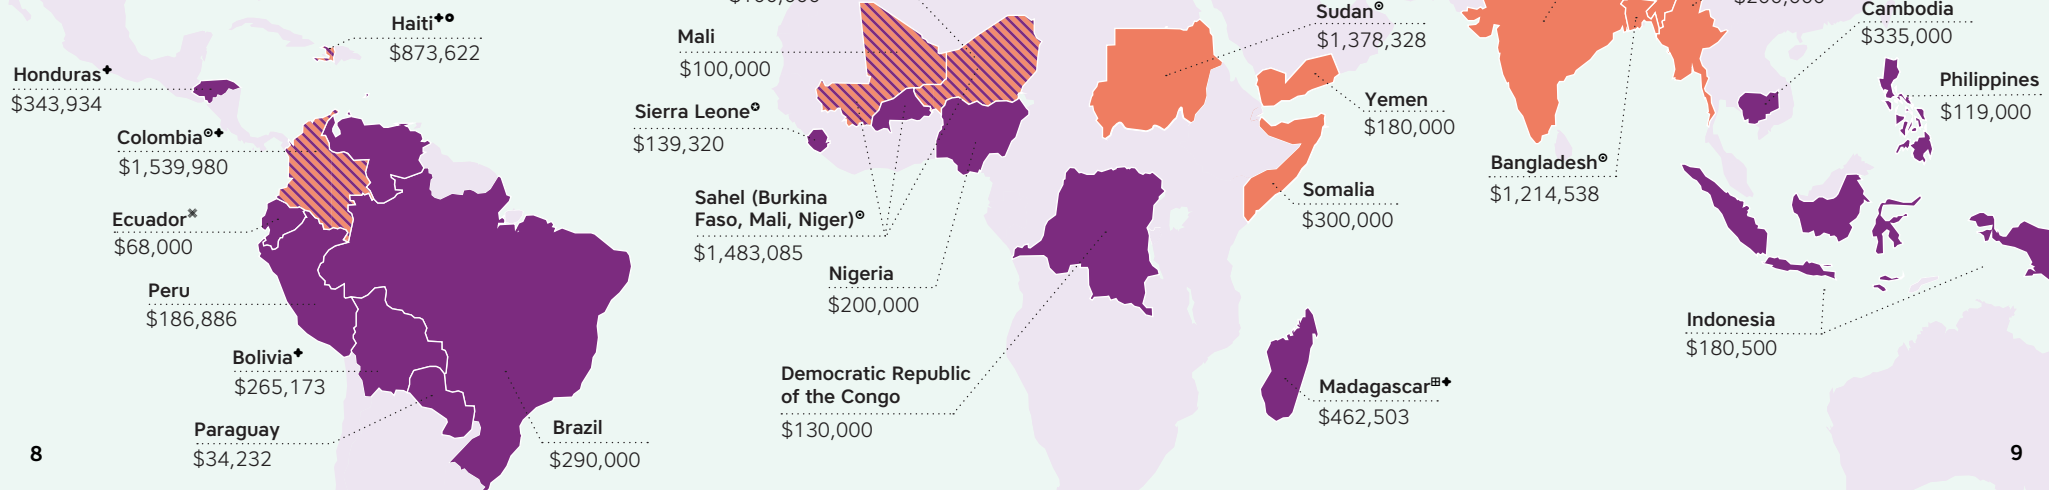 Haiti✚✪
$873,622
Honduras✚
$343,934
Colombia⊙✚
$1,539,980
Ecuador✖
$68,000
Peru
$186,886
Bolivia✚
$265,173
Paraguay
$34,232
Brazil
$290,000
8
Mali
$100,000
Sierra Leone✪
$139,320
Sahel (Burkina
Faso, Mali, Niger)⊙
$1,483,085
Nigeria
$200,000
Democratic Republic
of the Congo
$130,000
Sudan⊙
$1,378,328
Yemen
$180,000
Somalia
$300,000
Madagascar⊞✚
$462,503
Bangladesh⊙
$1,214,538
Cambodia
$335,000
Philippines
$119,000
Indonesia
$180,500
9